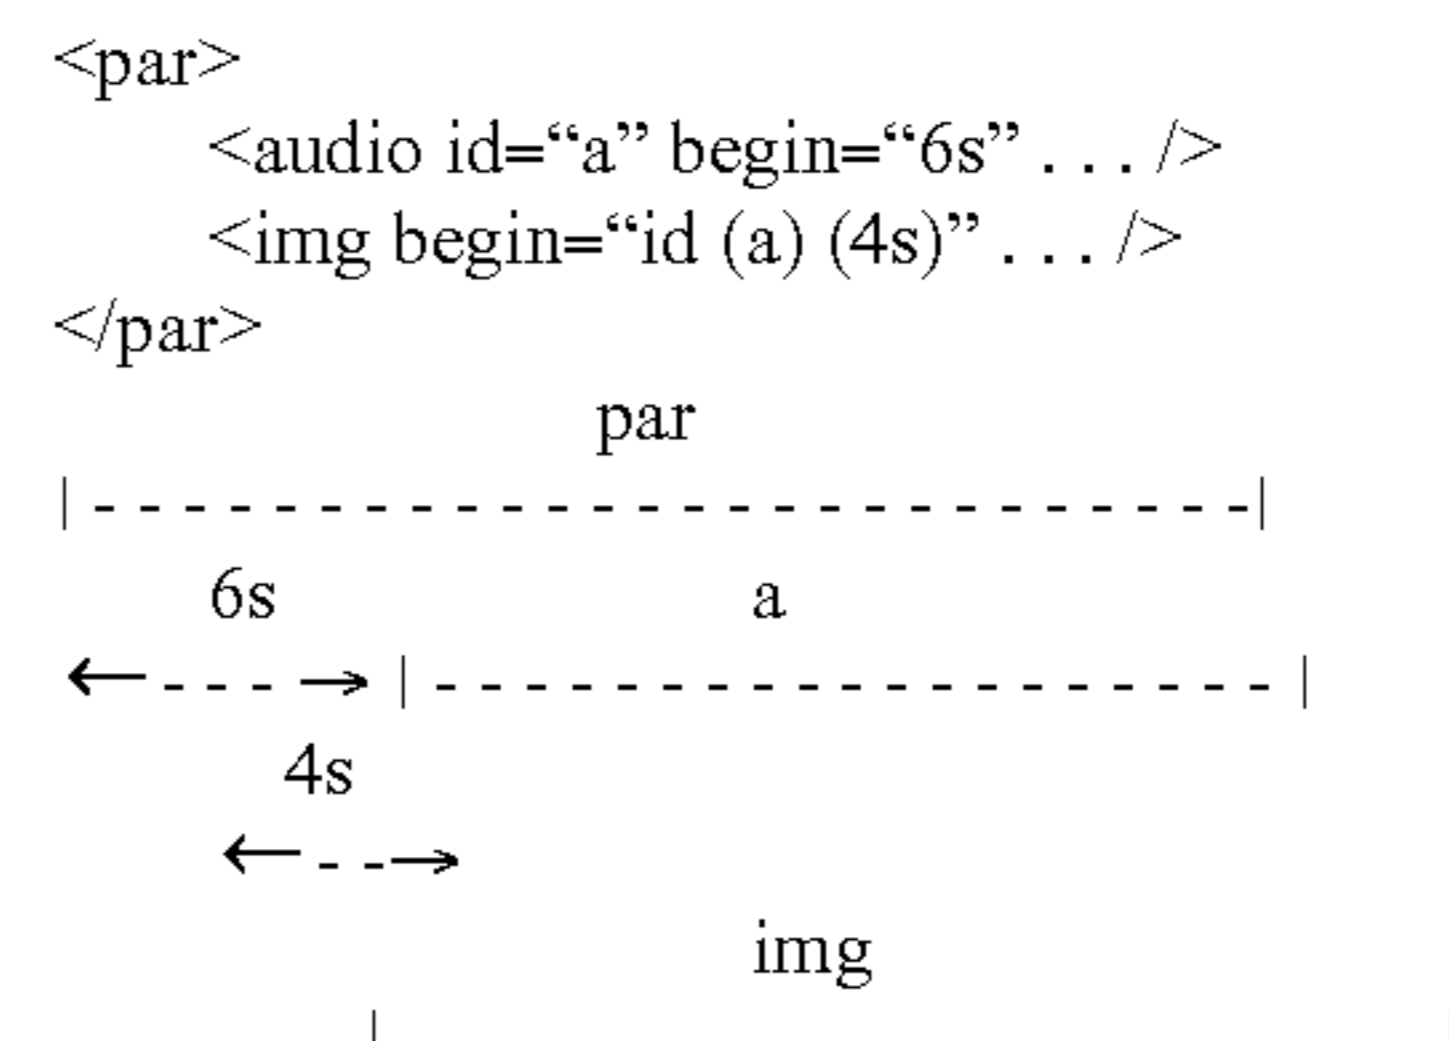 <par>
<audio id=“a” begin=“6s” . . . />
<img begin=“id (a) (4s)” . . . />
</par>
par
|- - - - - - - - - - - - - - - - - - - - - - - - - -|
6s a
←- - - → |- - - - - - - - - - - - - - - - - - - |
4s
←- -→
img
|